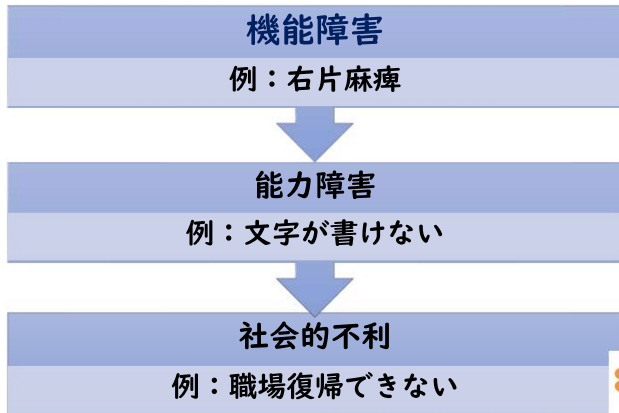 機能障害
例：右片麻痺
能力障害
例：文字が書けない
社会的不利
例：職場復帰できない